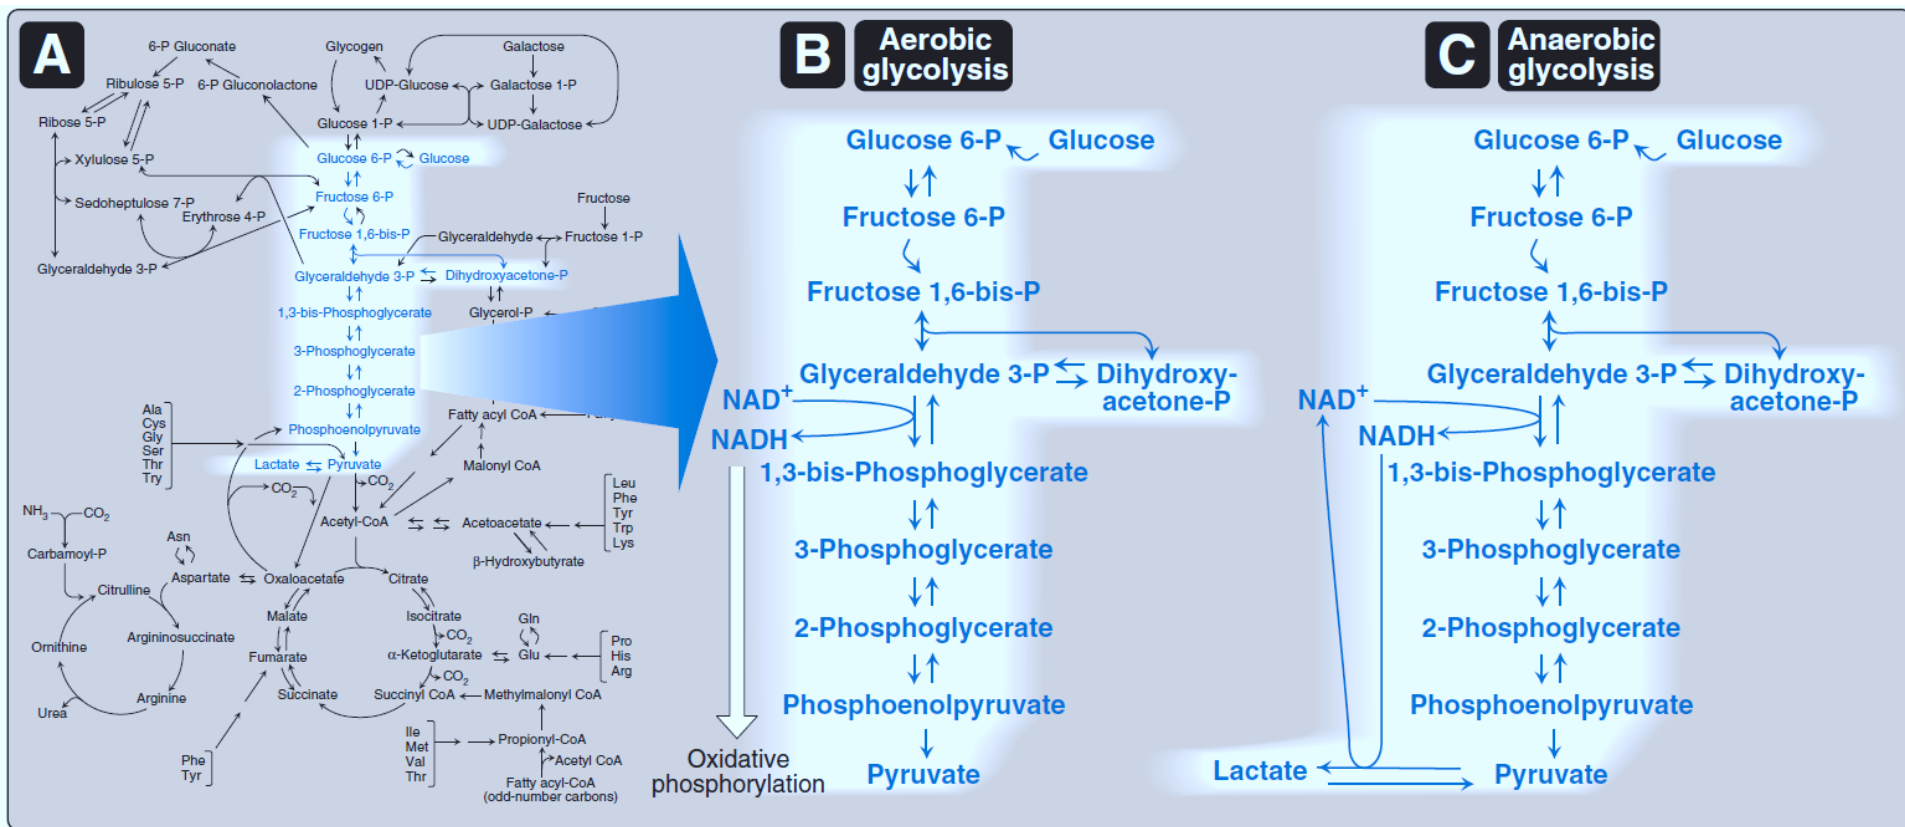 A
6-P Gluconate
Ribulose 5-P
6-P Gluconolactone
Ribose 5-P
Xylulose 5-P
Sedoheptulose 7-P
Erythrose 4-P
Glyceraldehyde 3-P
Glycogen
Galactose
UDP-Glucose
Galactose 1-P
Glucose 1-P
UDP-Galactose
Glucose 6-P
Glucose
Fructose 6-P
Fructose
Fructose 1,6-bis-P
Glyceraldehyde
Fructose 1-P
Glyceraldehyde 3-P
Dihydroxyacetone-P
1,3-bis-Phosphoglycerate
Glycerol-P
3-Phosphoglycerate
2-Phosphoglycerate
Fatty acyl CoA
Phosphoenolpyruvate
Ala
Cys
Gly
Ser
Thr
Try
Lactate
Pyruvate
Malonyl CoA
CO2
CO2
Acetyl-CoA
Acetoacetate
Leu
Phe
Tyr
Trp
Lys
β-Hydroxybutyrate
NH3
CO2
Carbamoyl-P
Asn
Aspartate
Oxaloacetate
Citrate
Citrulline
Malate
Isocitrate
Argininosuccinate
CO2
Gln
Ornithine
Fumarate
α-Ketoglutarate
Glu
Pro
His
Arg
CO2
Arginine
Succinate
Succinyl CoA
Methylmalonyl CoA
Urea
Ile
Met
Val
Thr
Propionyl-CoA
Acetyl CoA
Phe
Tyr
Fatty acyl-CoA
(odd-number carbons)
B
Aerobic
glycolysis
Glucose 6-P
Glucose
Fructose 6-P
Fructose 1,6-bis-P
Glyceraldehyde 3-P
Dihydroxy-
acetone-P
NAD+
NADH
1,3-bis-Phosphoglycerate
3-Phosphoglycerate
2-Phosphoglycerate
Phosphoenolpyruvate
Oxidative
phosphorylation
Pyruvate
C
Anaerobic
glycolysis
Glucose 6-P
Glucose
Fructose 6-P
Fructose 1,6-bis-P
Glyceraldehyde 3-P
Dihydroxy-
acetone-P
NAD+
NADH
1,3-bis-Phosphoglycerate
3-Phosphoglycerate
2-Phosphoglycerate
Phosphoenolpyruvate
Lactate
Pyruvate